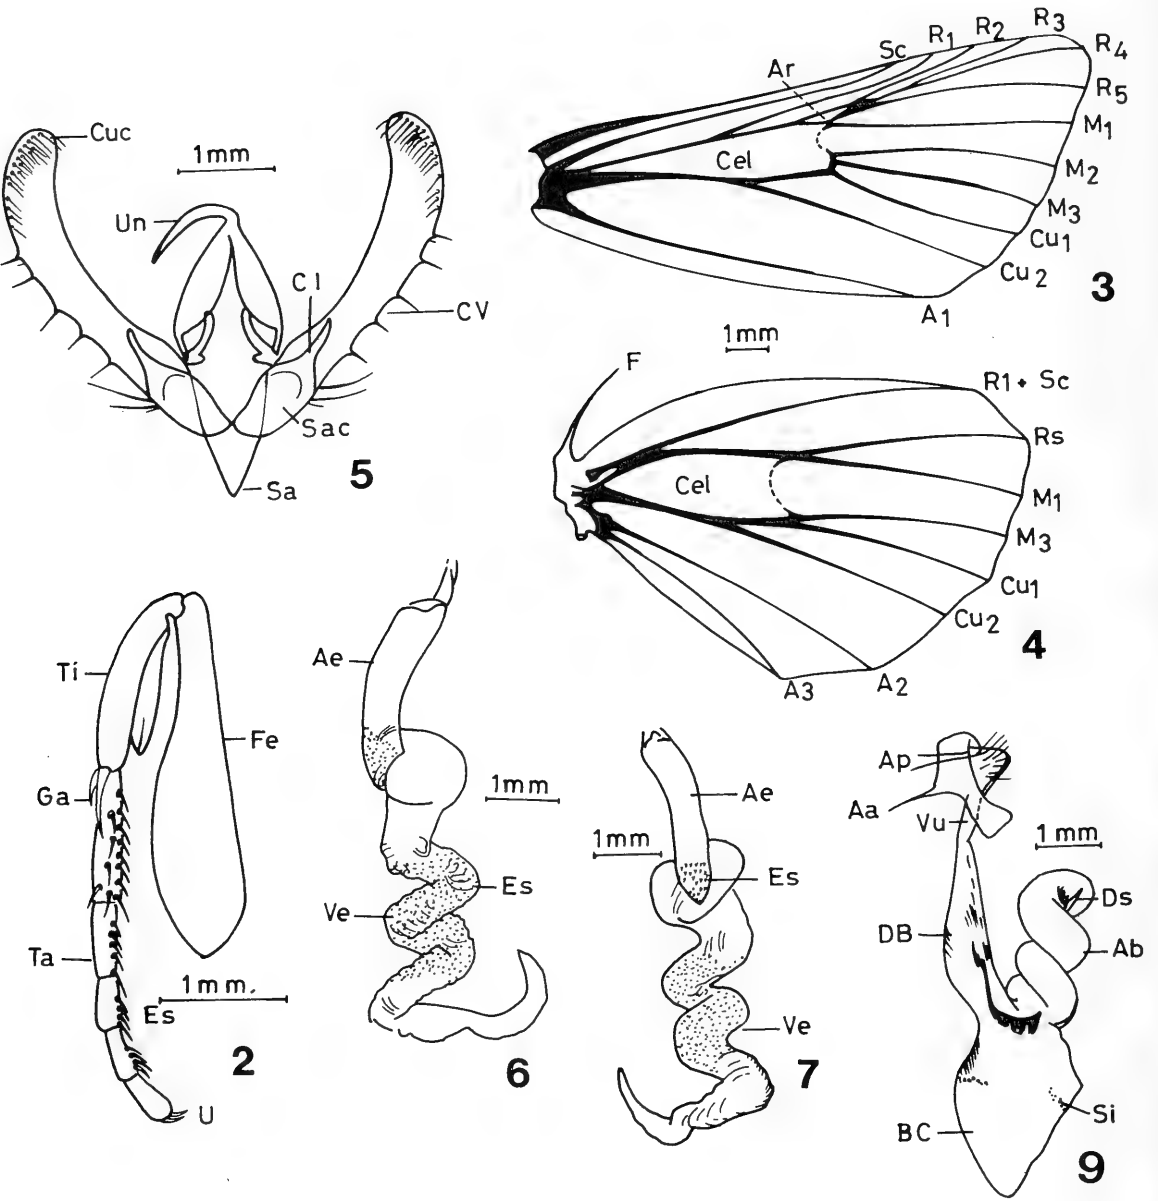 Cuc
1mm
Un
Cl
CV
Sac
Sa
5
Sc
R1
R2
R3
R4
R5
Ar
M1
M2
M3
Cel
Cu1
Cu2
A1
3
1mm
F
R1 + Sc
Rs
Cel
M1
M3
Cu1
Cu2
A2
A3
4
Ti
Fe
Ga
Ta
1mm.
Es
U
2
Ae
1mm
Es
Ve
6
Ae
1mm
Es
Ve
7
Ap
Aa
Vu
1mm
Ds
DB
Ab
Si
BC
9